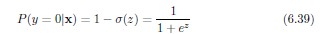 P(y = 0|x) = 1 − σ(z) = 1 / (1 + e^z) (6.39)